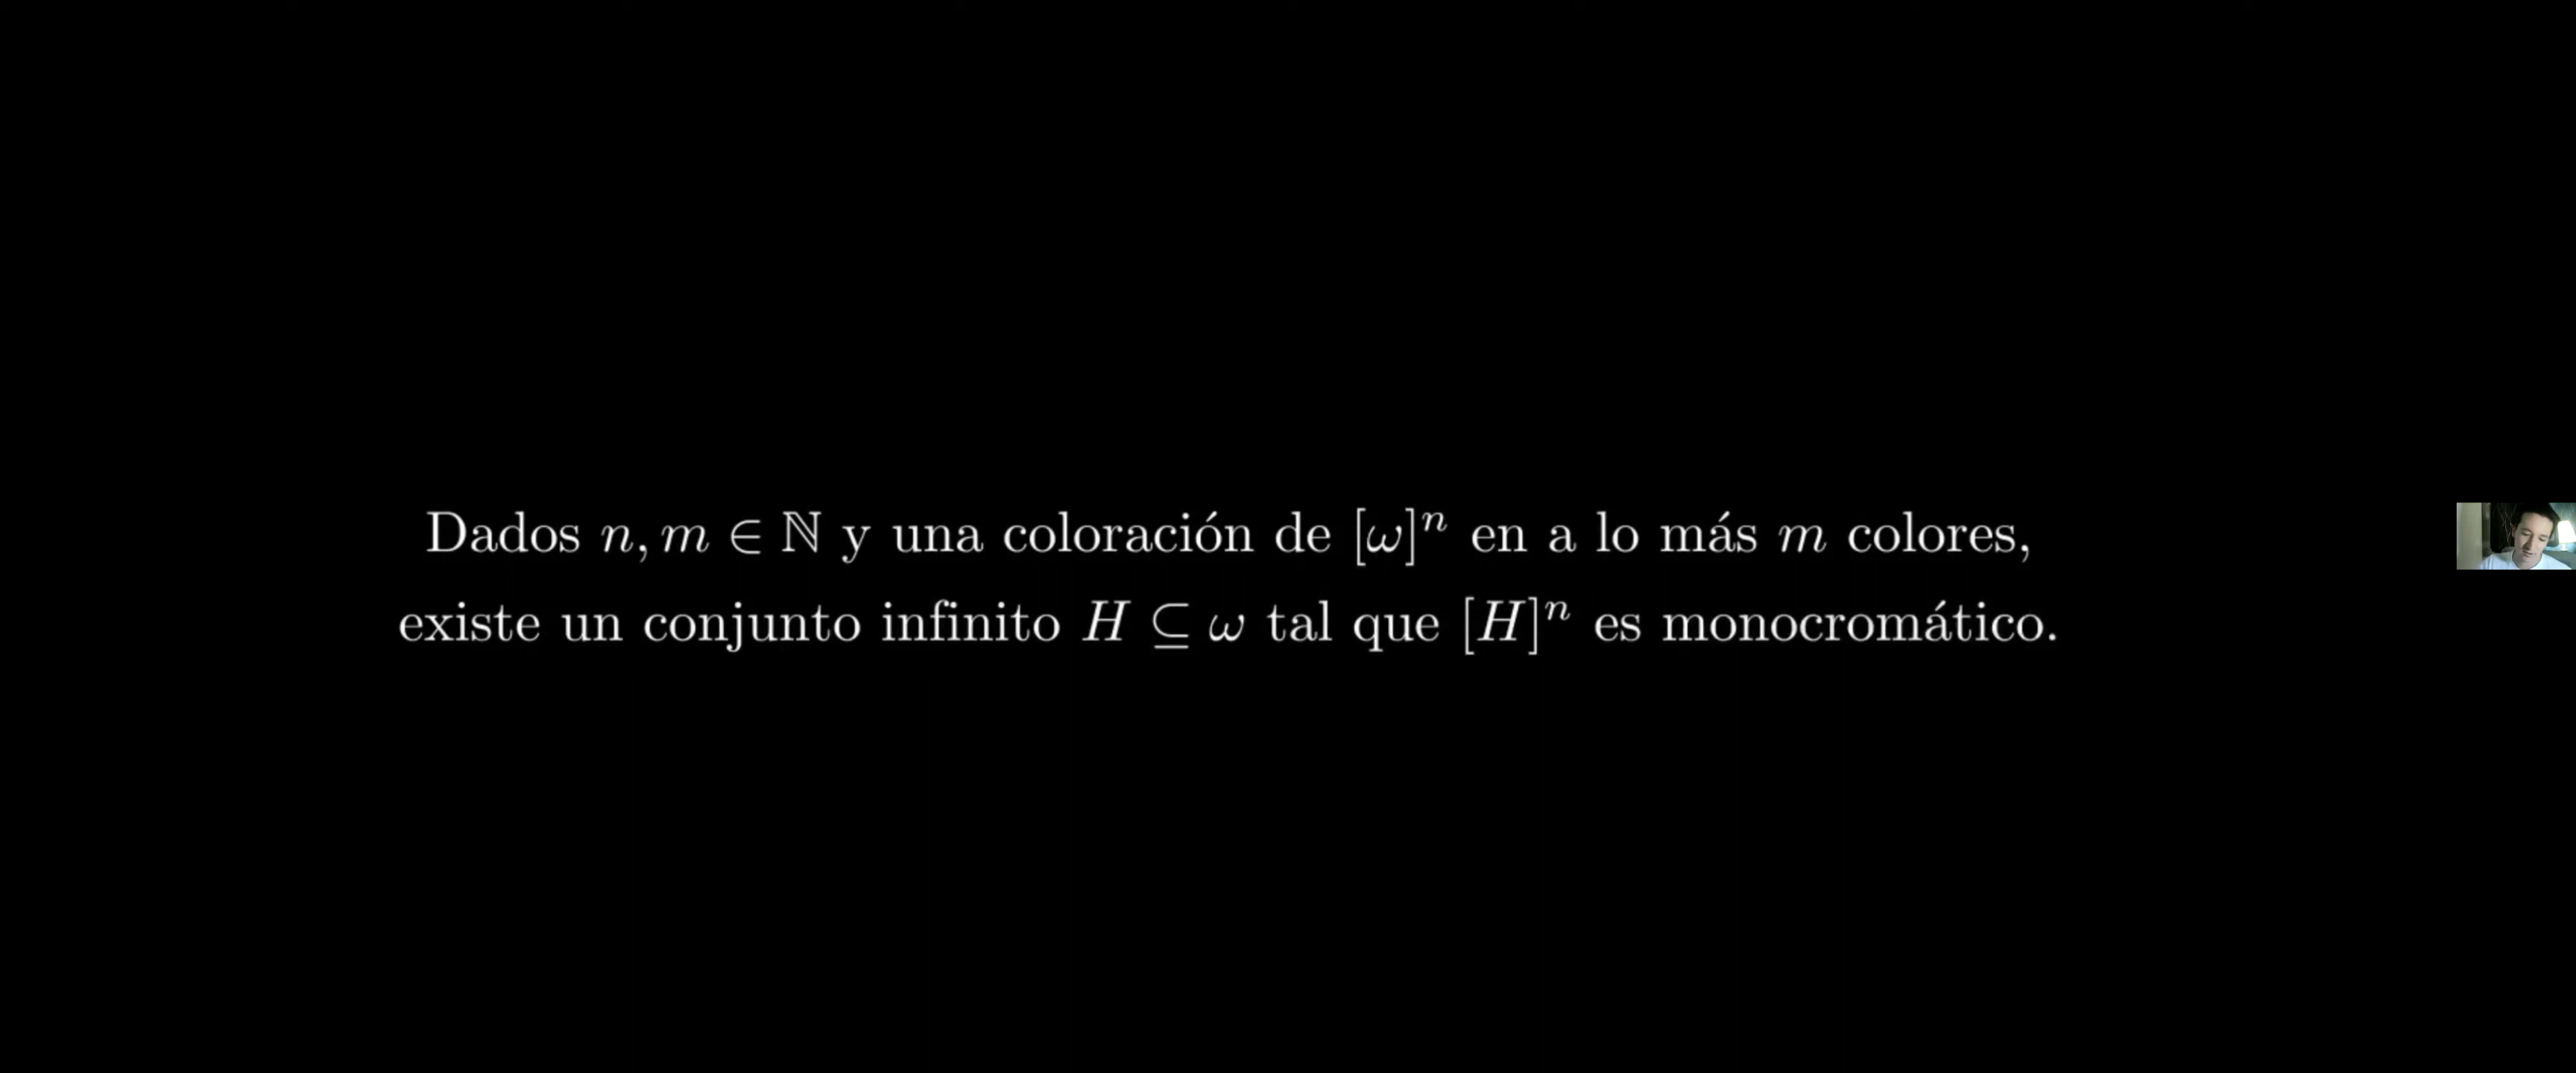 Dados n, m ∈ ℕ y una coloración de [ω]ⁿ en a lo más m colores,
existe un conjunto infinito H ⊆ ω tal que [H]ⁿ es monocromático.